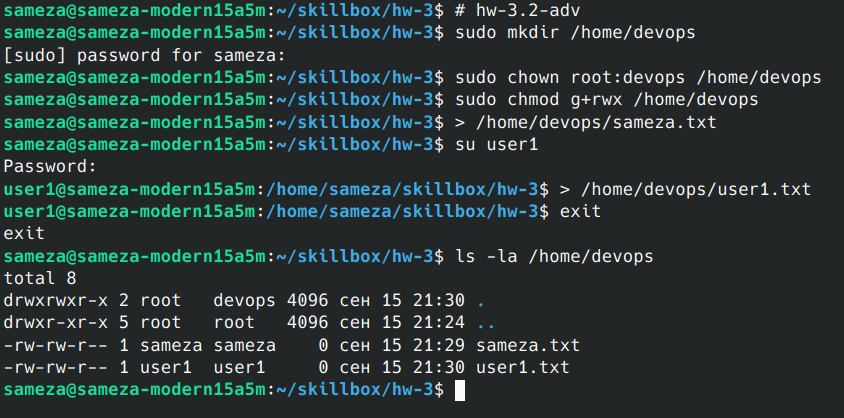 sameza@sameza-modern15a5m:~/skillbox/hw-3$ # hw-3.2-adv
sameza@sameza-modern15a5m:~/skillbox/hw-3$ sudo mkdir /home/devops
[sudo] password for sameza:
sameza@sameza-modern15a5m:~/skillbox/hw-3$ sudo chown root:devops /home/devops
sameza@sameza-modern15a5m:~/skillbox/hw-3$ sudo chmod g+rwx /home/devops
sameza@sameza-modern15a5m:~/skillbox/hw-3$ > /home/devops/sameza.txt
sameza@sameza-modern15a5m:~/skillbox/hw-3$ su user1
Password:
user1@sameza-modern15a5m:/home/sameza/skillbox/hw-3$ > /home/devops/user1.txt
user1@sameza-modern15a5m:/home/sameza/skillbox/hw-3$ exit
exit
sameza@sameza-modern15a5m:~/skillbox/hw-3$ ls -la /home/devops
total 8
drwxrwxr-x 2 root   devops 4096 сен 15 21:30 .
drwxr-xr-x 5 root   root   4096 сен 15 21:24 ..
-rw-rw-r-- 1 sameza sameza    0 сен 15 21:29 sameza.txt
-rw-rw-r-- 1 user1  user1     0 сен 15 21:30 user1.txt
sameza@sameza-modern15a5m:~/skillbox/hw-3$